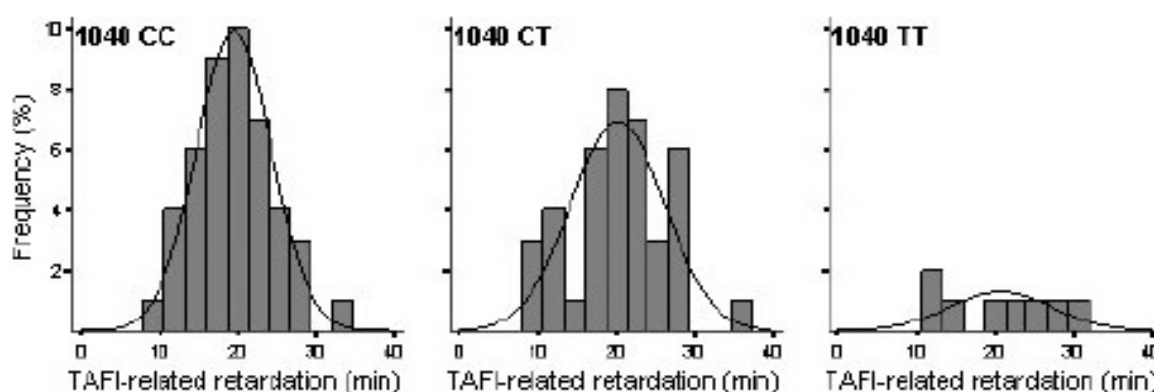 1040 CC
1040 CT
1040 TT
Frequency (%)
10
8
6
4
2
0 10 20 30 40
0 10 20 30 40
0 10 20 30 40
TAFI-related retardation (min)
TAFI-related retardation (min)
TAFI-related retardation (min)